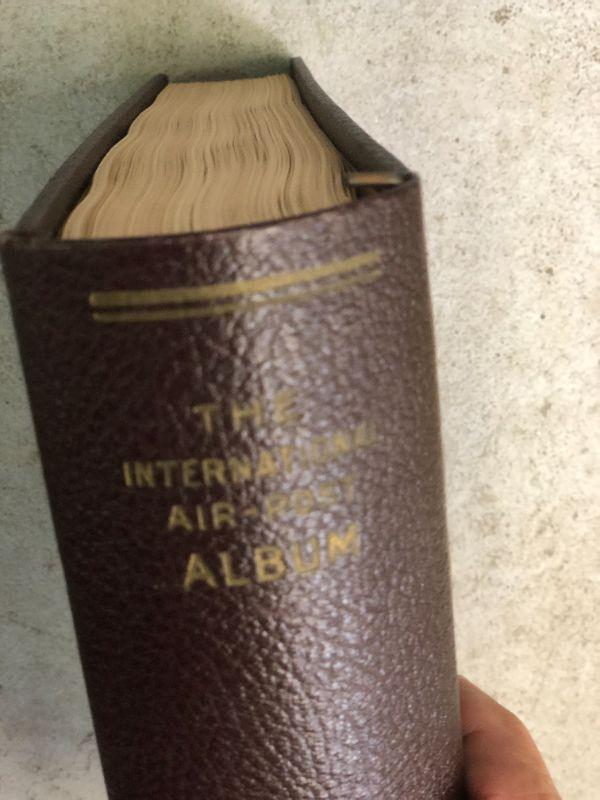 THE
INTERNATIONAL
AIR-POST
ALBUM